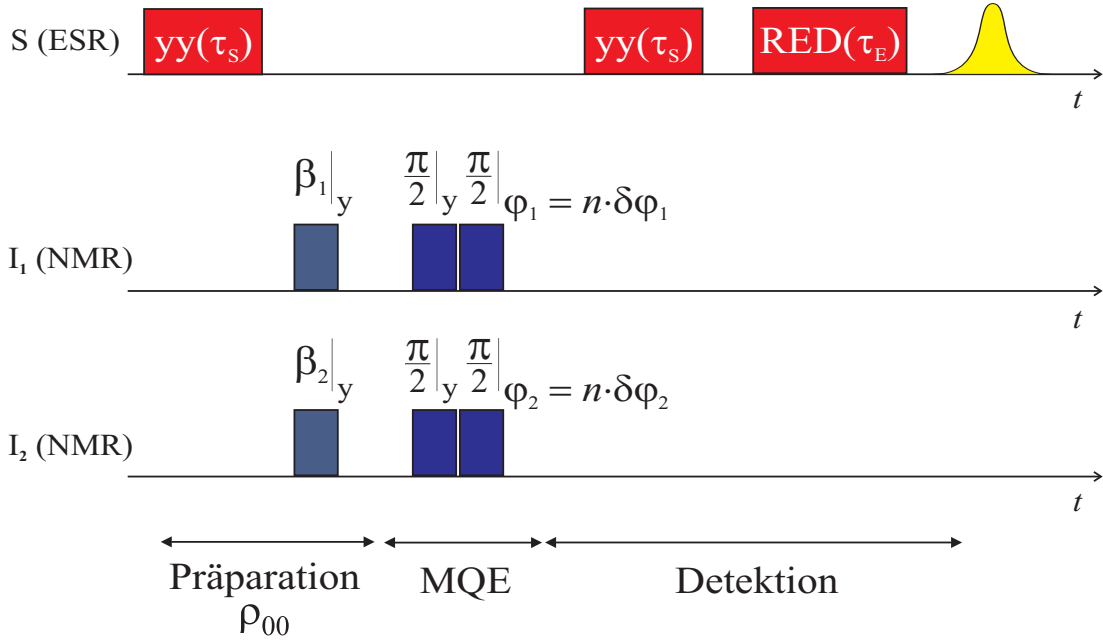 S (ESR) yy(τS) yy(τS) RED(τE)
t
β₁|y π/2|y π/2|φ₁ = n·δφ₁
I₁ (NMR)
t
β₂|y π/2|y π/2|φ₂ = n·δφ₂
I₂ (NMR)
t
Präparation MQE Detektion
ρ₀₀